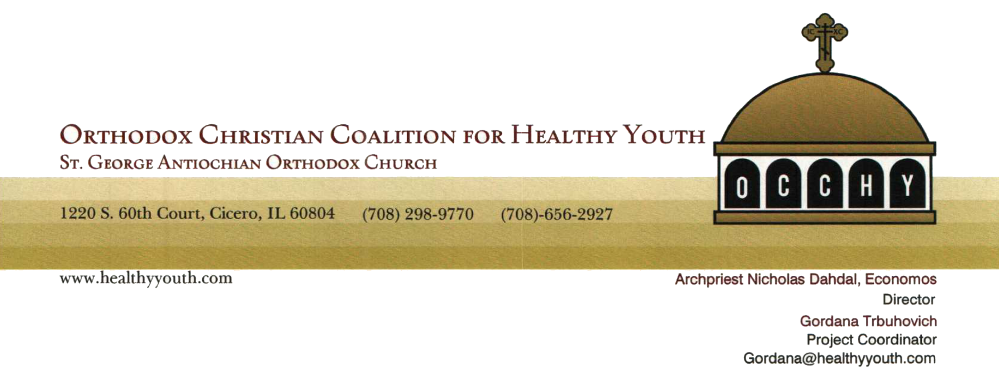 IC XC
ORTHODOX CHRISTIAN COALITION FOR HEALTHY YOUTH
ST. GEORGE ANTIOCHIAN ORTHODOX CHURCH
O C C H Y
1220 S. 60th Court, Cicero, IL 60804 (708) 298-9770 (708)-656-2927
www.healthyyouth.com
Archpriest Nicholas Dahdal, Economos
Director
Gordana Trbuhovich
Project Coordinator
Gordana@healthyyouth.com